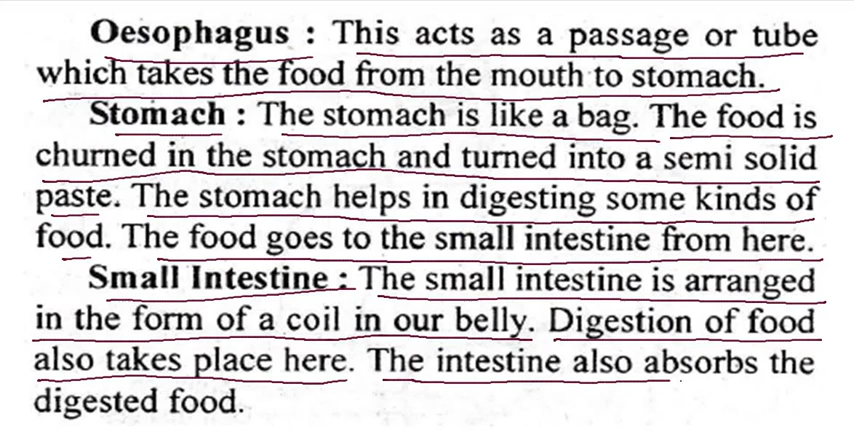 Oesophagus : This acts as a passage or tube
which takes the food from the mouth to stomach.
Stomach : The stomach is like a bag. The food is
churned in the stomach and turned into a semi solid
paste. The stomach helps in digesting some kinds of
food. The food goes to the small intestine from here.
Small Intestine : The small intestine is arranged
in the form of a coil in our belly. Digestion of food
also takes place here. The intestine also absorbs the
digested food.